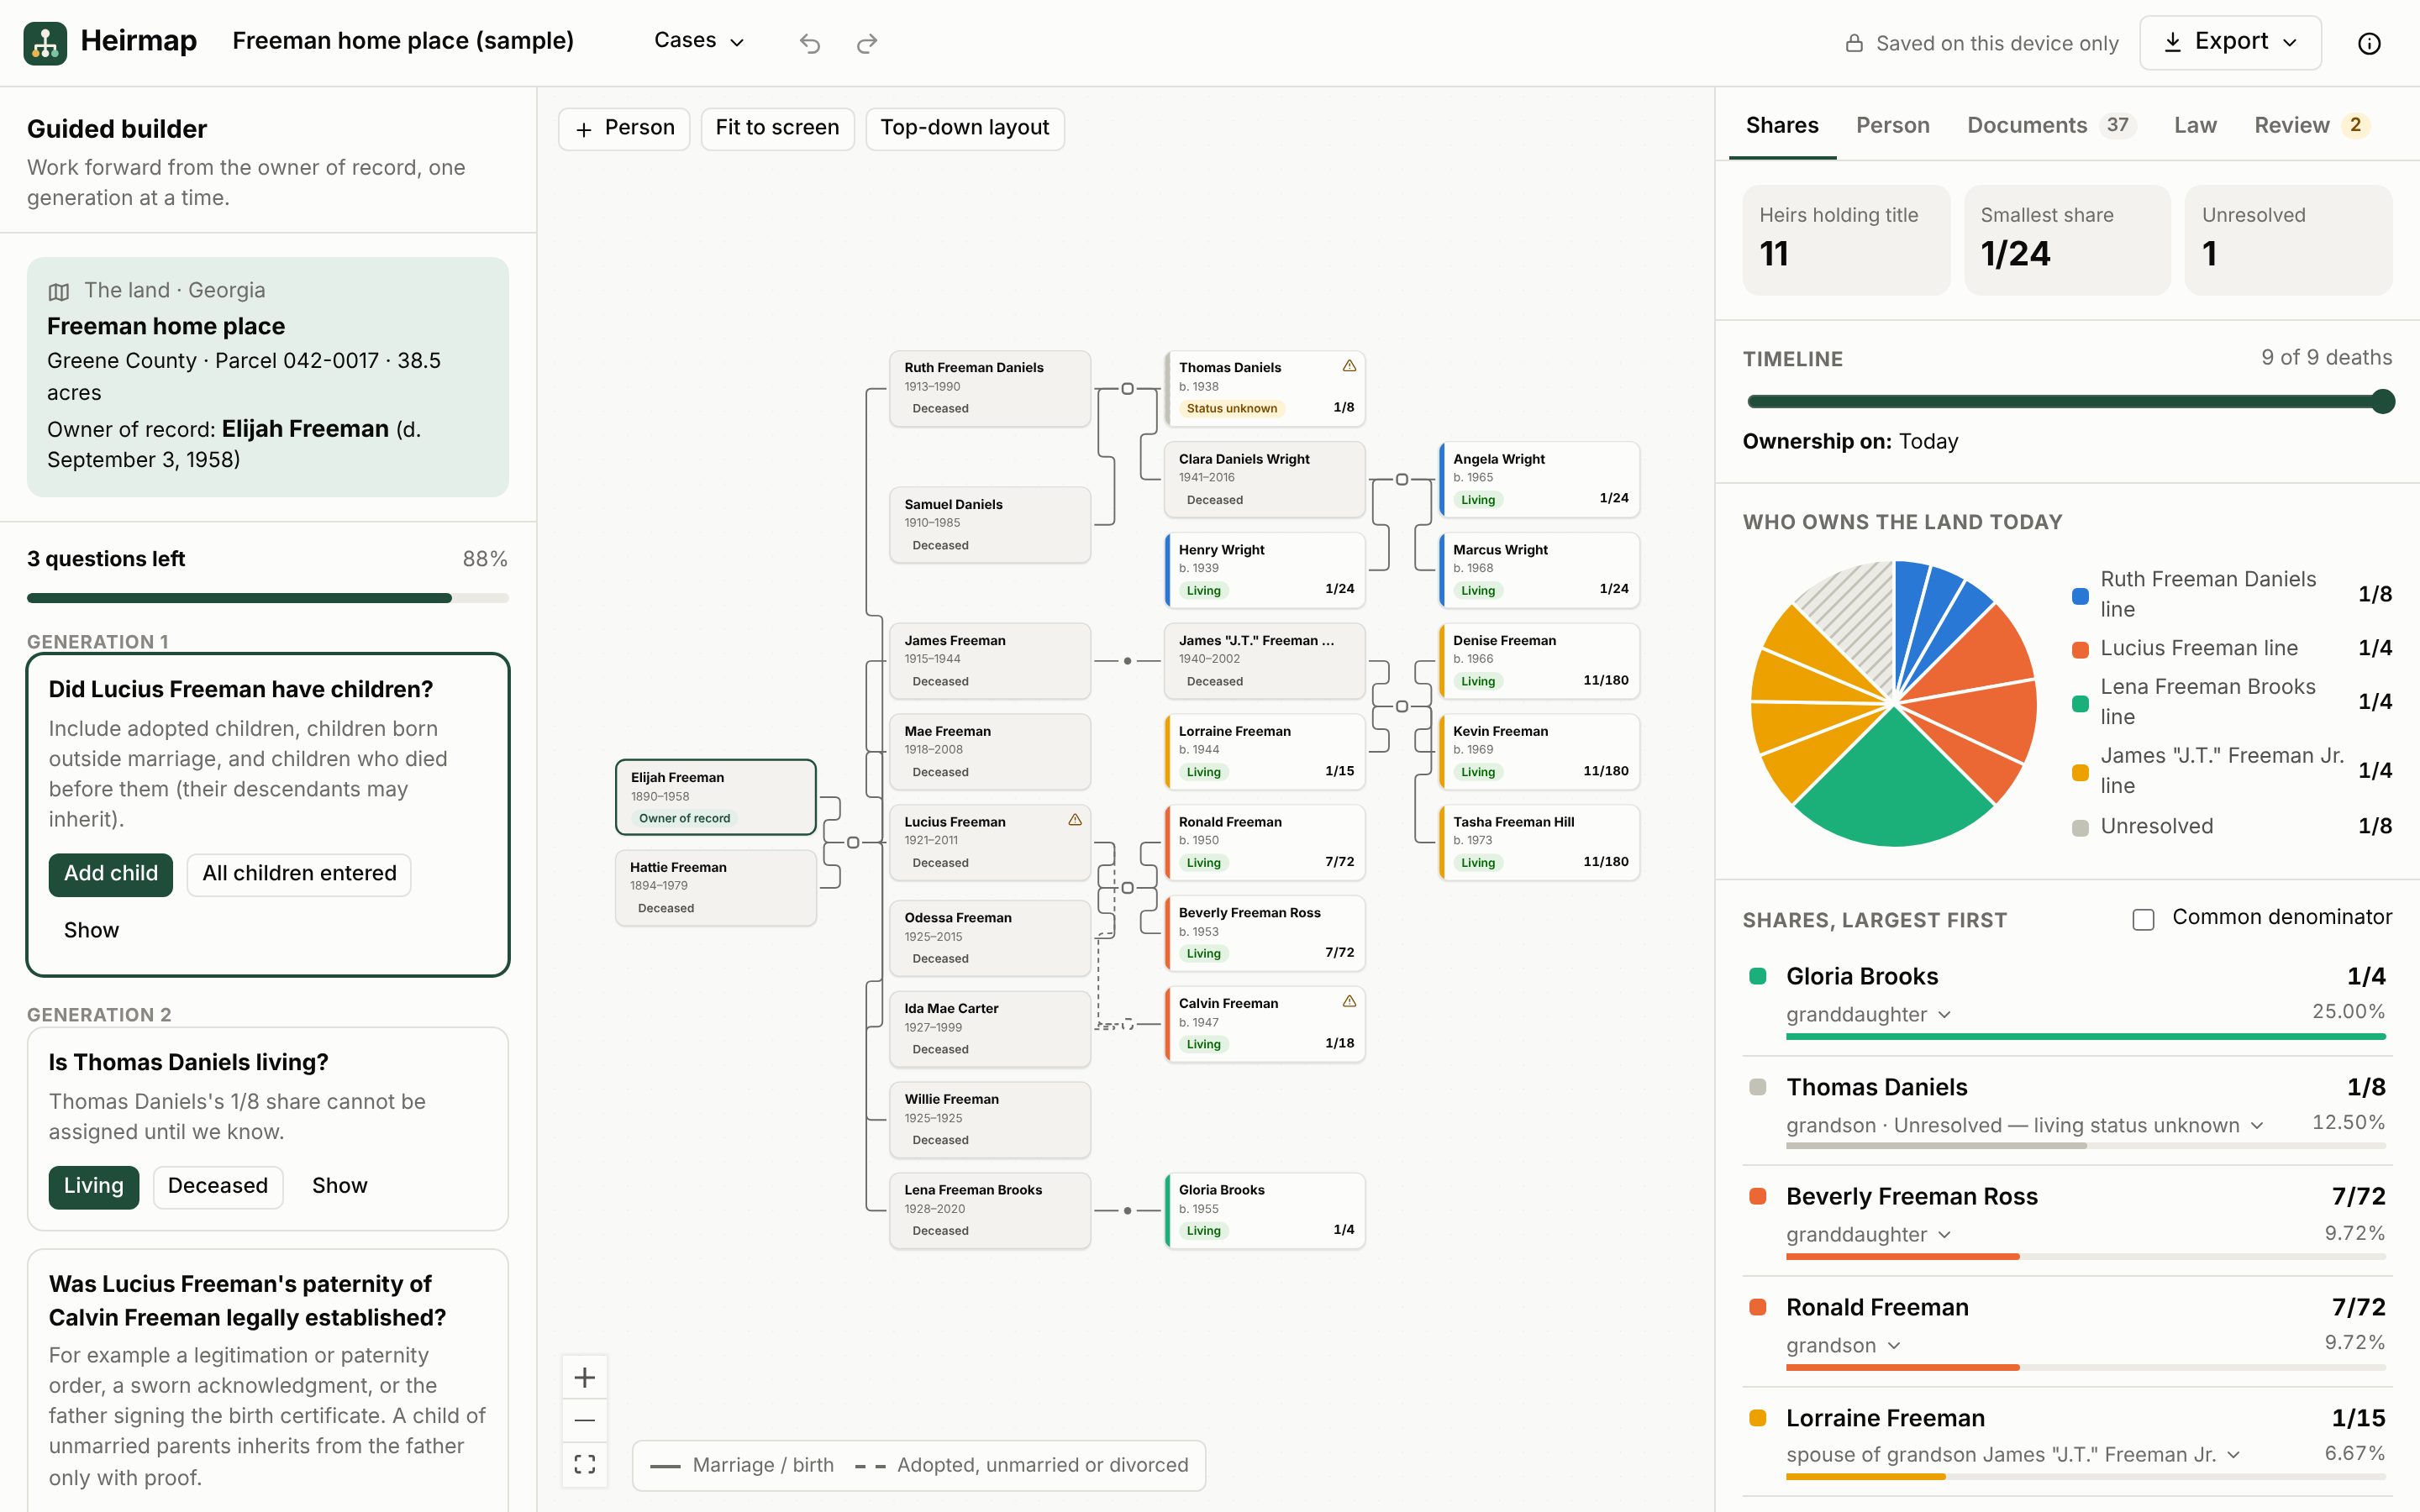 Heirmap
Freeman home place (sample)
Cases
Saved on this device only
Export
Guided builder
Work forward from the owner of record, one
generation at a time.
The land · Georgia
Freeman home place
Greene County · Parcel 042-0017 · 38.5
acres
Owner of record: Elijah Freeman (d.
September 3, 1958)
3 questions left
88%
GENERATION 1
Did Lucius Freeman have children?
Include adopted children, children born
outside marriage, and children who died
before them (their descendants may
inherit).
Add child
All children entered
Show
GENERATION 2
Is Thomas Daniels living?
Thomas Daniels's 1/8 share cannot be
assigned until we know.
Living
Deceased
Show
Was Lucius Freeman's paternity of
Calvin Freeman legally established?
For example a legitimation or paternity
order, a sworn acknowledgment, or the
father signing the birth certificate. A child of
unmarried parents inherits from the father
only with proof.
+ Person
Fit to screen
Top-down layout
Elijah Freeman
1890–1958
Owner of record
Hattie Freeman
1894–1979
Deceased
Ruth Freeman Daniels
1913–1990
Deceased
Samuel Daniels
1910–1985
Deceased
James Freeman
1915–1944
Deceased
Mae Freeman
1918–2008
Deceased
Lucius Freeman
1921–2011
Deceased
Odessa Freeman
1925–2015
Deceased
Ida Mae Carter
1927–1999
Deceased
Willie Freeman
1925–1925
Deceased
Lena Freeman Brooks
1928–2020
Deceased
Thomas Daniels
b. 1938
Status unknown
1/8
Clara Daniels Wright
1941–2016
Deceased
Henry Wright
b. 1939
Living
1/24
James "J.T." Freeman ...
1940–2002
Deceased
Lorraine Freeman
b. 1944
Living
1/15
Ronald Freeman
b. 1950
Living
7/72
Beverly Freeman Ross
b. 1953
Living
7/72
Calvin Freeman
b. 1947
Living
1/18
Gloria Brooks
b. 1955
Living
1/4
Angela Wright
b. 1965
Living
1/24
Marcus Wright
b. 1968
Living
1/24
Denise Freeman
b. 1966
Living
11/180
Kevin Freeman
b. 1969
Living
11/180
Tasha Freeman Hill
b. 1973
Living
11/180
Marriage / birth
Adopted, unmarried or divorced
Shares
Person
Documents 37
Law
Review 2
Heirs holding title
11
Smallest share
1/24
Unresolved
1
TIMELINE
9 of 9 deaths
Ownership on: Today
WHO OWNS THE LAND TODAY
Ruth Freeman Daniels
line
1/8
Lucius Freeman line
1/4
Lena Freeman Brooks
line
1/4
James "J.T." Freeman Jr.
line
1/4
Unresolved
1/8
SHARES, LARGEST FIRST
Common denominator
Gloria Brooks
1/4
granddaughter
25.00%
Thomas Daniels
1/8
grandson · Unresolved — living status unknown
12.50%
Beverly Freeman Ross
7/72
granddaughter
9.72%
Ronald Freeman
7/72
grandson
9.72%
Lorraine Freeman
1/15
spouse of grandson James "J.T." Freeman Jr.
6.67%